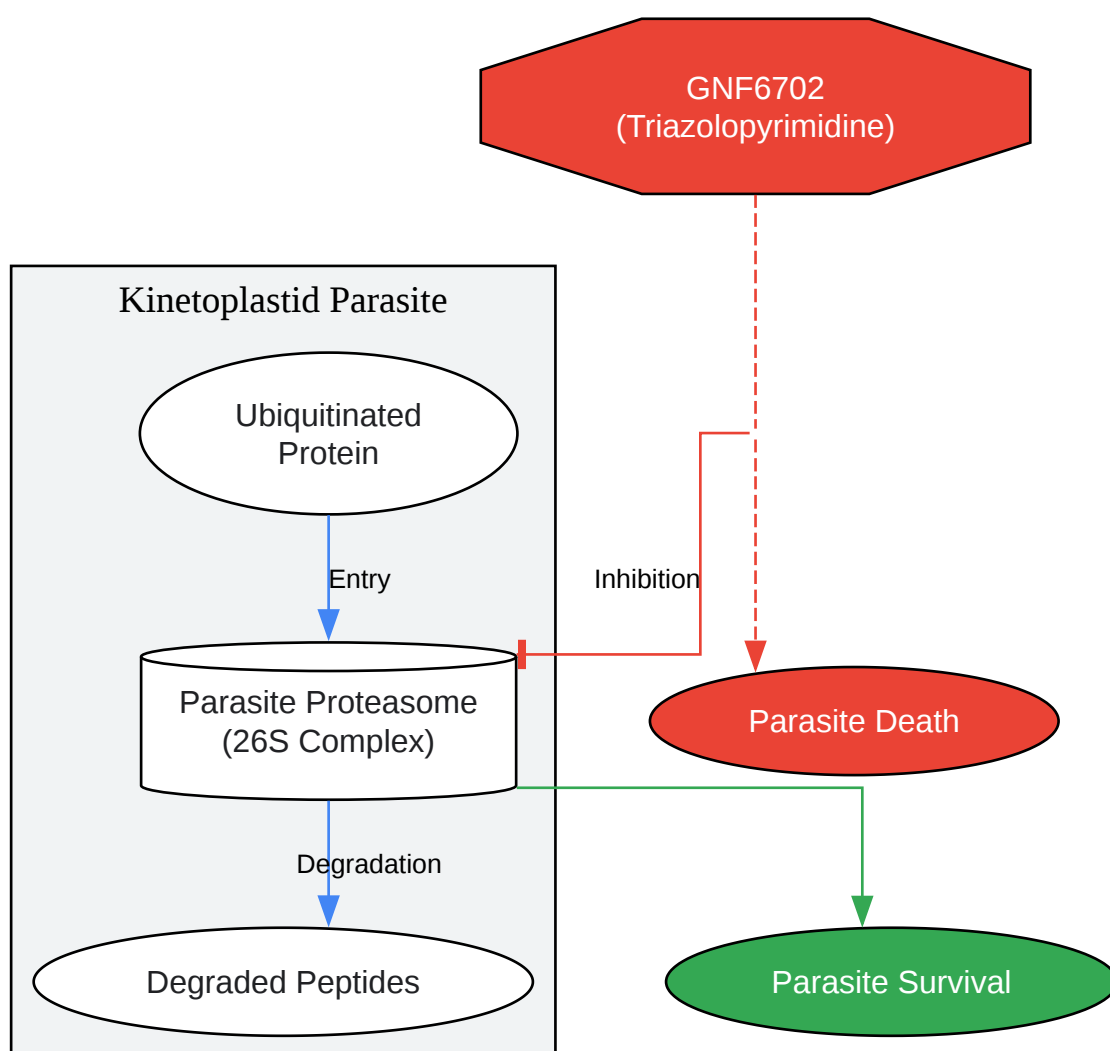 GNF6702
(Triazolopyrimidine)
Kinetoplastid Parasite
Ubiquitinated
Protein
Entry
Inhibition
Parasite Proteasome
(26S Complex)
Parasite Death
Degradation
Degraded Peptides
Parasite Survival